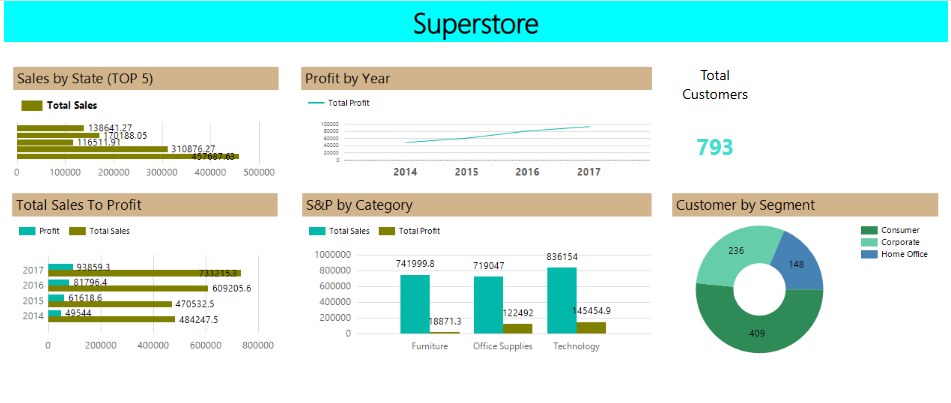 Superstore
Sales by State (TOP 5)
Total Sales
138641.27
170188.05
116511.91
310876.27
457687.63
0 100000 200000 300000 400000 500000
Profit by Year
Total Profit
100000
80000
60000
40000
20000
0
2014 2015 2016 2017
Total
Customers
793
Total Sales To Profit
Profit Total Sales
2017 93859.3 733215.3
2016 81796.4 609205.6
2015 61618.6 470532.5
2014 49544 484247.5
0 200000 400000 600000 800000
S&P by Category
Total Sales Total Profit
1000000
800000
600000
400000
200000
0
741999.8 18871.3
719047 122492
836154 145454.9
Furniture Office Supplies Technology
Customer by Segment
236
148
409
Consumer
Corporate
Home Office